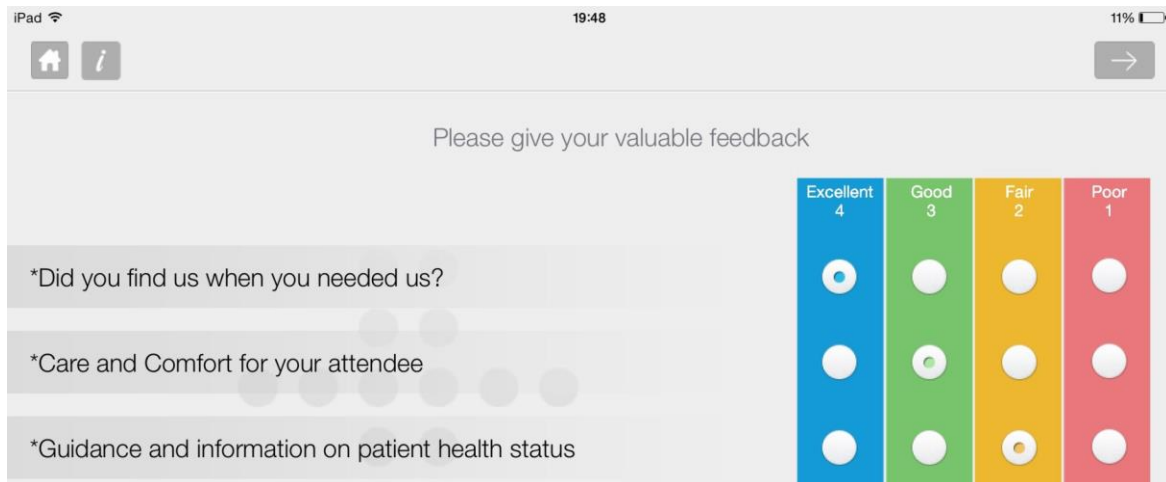 iPad 19:48 11%
i
Please give your valuable feedback
Excellent Good Fair Poor
4 3 2 1
*Did you find us when you needed us?
*Care and Comfort for your attendee
*Guidance and information on patient health status